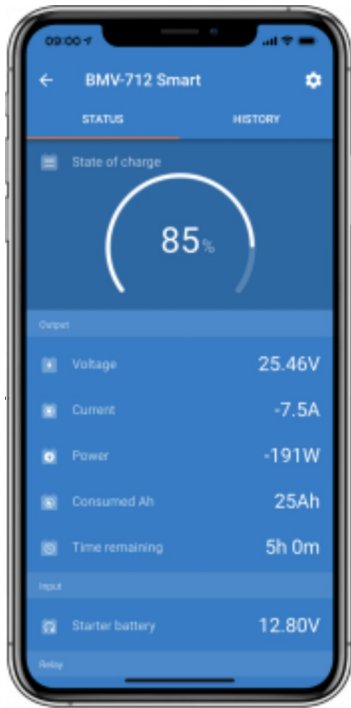 09:00
BMV-712 Smart
STATUS HISTORY
State of charge
85%
Output
Voltage 25.46V
Current -7.5A
Power -191W
Consumed Ah 25Ah
Time remaining 5h 0m
Input
Starter battery 12.80V
Relay